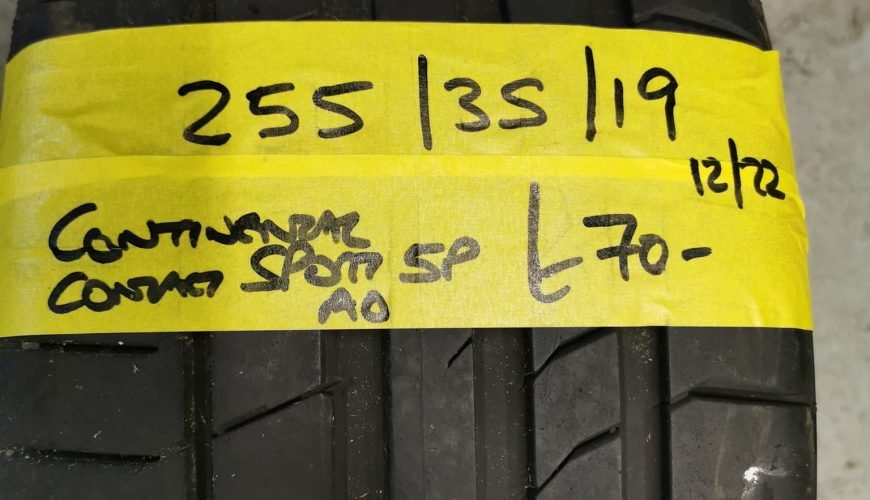 255/35/19
12/22
CONTINENTAL
CONTACT SPORT 5P
AO
£70-